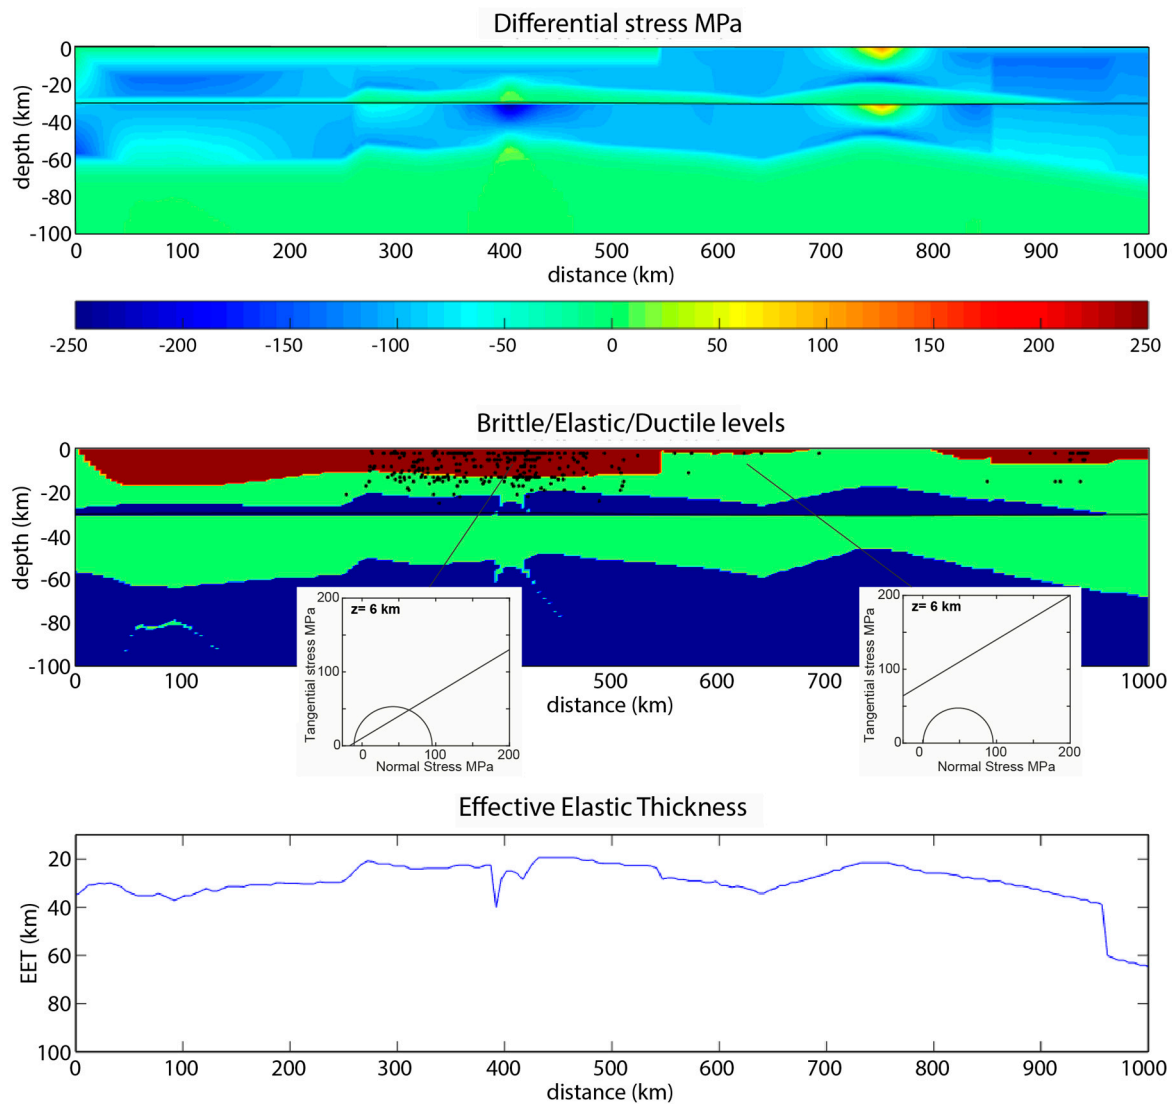 Differential stress MPa
depth (km)
0
-20
-40
-60
-80
-100
0 100 200 300 400 500 600 700 800 900 1000
distance (km)
-250 -200 -150 -100 -50 0 50 100 150 200 250
Brittle/Elastic/Ductile levels
depth (km)
0
-20
-40
-60
-80
-100
0 100 500 600 700 1000
distance (km)
z= 6 km
Tangential stress MPa
200
100
0
0 100 200
Normal Stress MPa
z= 6 km
Tangential stress MPa
200
100
0
0 100 200
Normal Stress MPa
Effective Elastic Thickness
EET (km)
20
40
60
80
100
0 100 200 300 400 500 600 700 800 900 1000
distance (km)